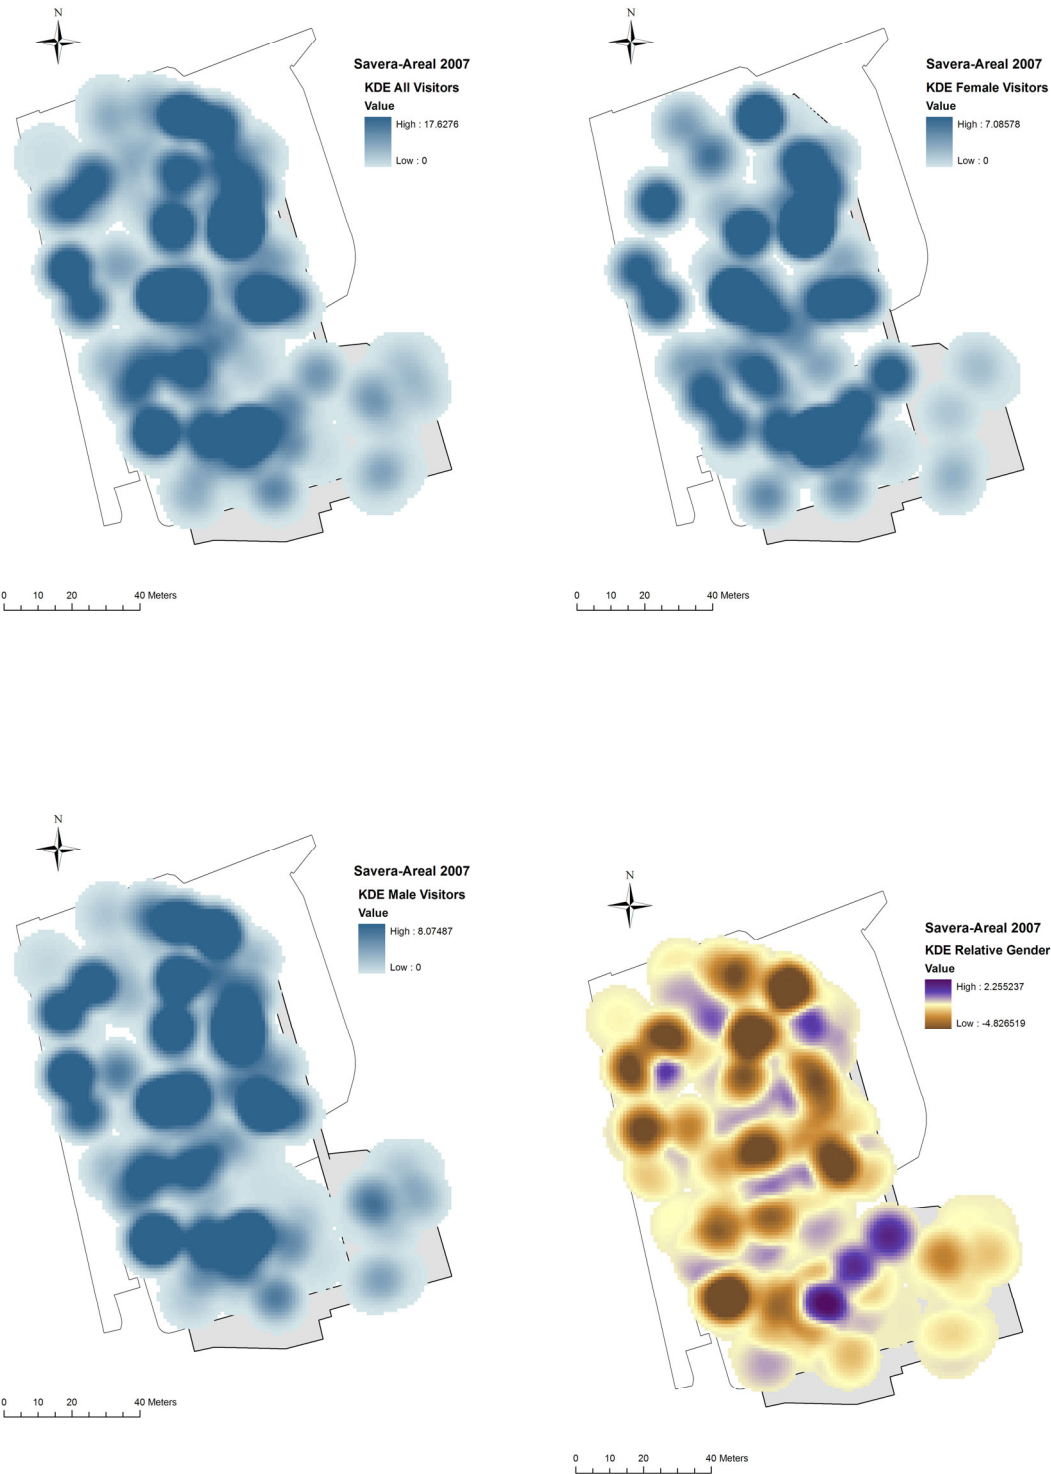 N
Savera-Areal 2007
KDE All Visitors
Value
High : 17.6276
Low : 0
0 10 20 40 Meters
N
Savera-Areal 2007
KDE Female Visitors
Value
High : 7.08578
Low : 0
0 10 20 40 Meters
N
Savera-Areal 2007
KDE Male Visitors
Value
High : 8.07487
Low : 0
0 10 20 40 Meters
N
Savera-Areal 2007
KDE Relative Gender
Value
High : 2.255237
Low : -4.826519
0 10 20 40 Meters